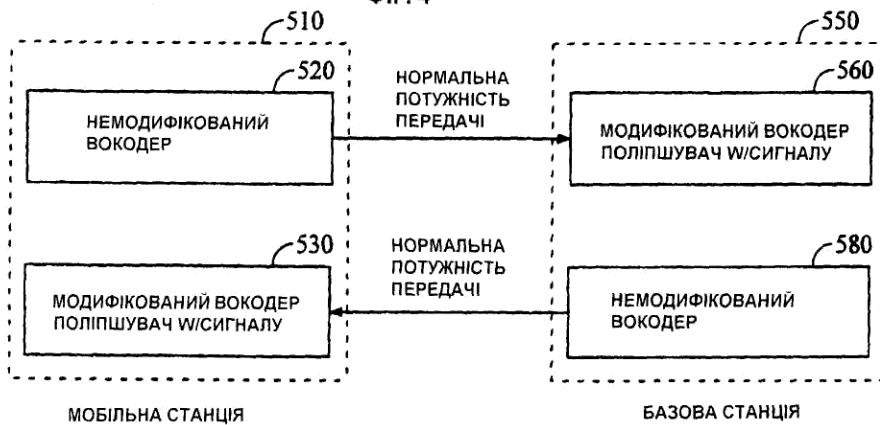 510
550
520
НЕМОДИФІКОВАНИЙ
ВОКОДЕР
НОРМАЛЬНА
ПОТУЖНІСТЬ
ПЕРЕДАЧІ
560
МОДИФІКОВАНИЙ ВОКОДЕР
ПОЛІПШУВАЧ W/СИГНАЛУ
530
МОДИФІКОВАНИЙ ВОКОДЕР
ПОЛІПШУВАЧ W/СИГНАЛУ
НОРМАЛЬНА
ПОТУЖНІСТЬ
ПЕРЕДАЧІ
580
НЕМОДИФІКОВАНИЙ
ВОКОДЕР
МОБІЛЬНА СТАНЦІЯ
БАЗОВА СТАНЦІЯ